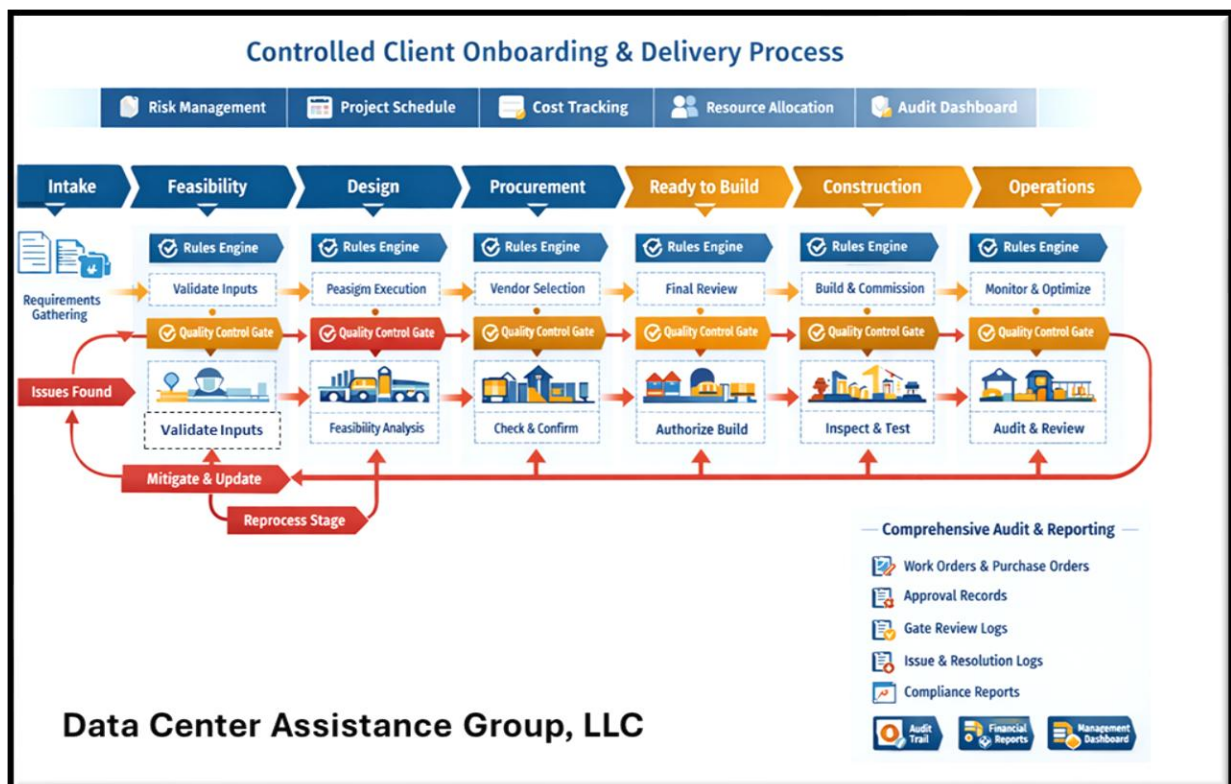 Controlled Client Onboarding & Delivery Process
Risk Management
Project Schedule
Cost Tracking
Resource Allocation
Audit Dashboard
Intake
Feasibility
Design
Procurement
Ready to Build
Construction
Operations
Rules Engine
Rules Engine
Rules Engine
Rules Engine
Rules Engine
Rules Engine
Requirements
Gathering
Validate Inputs
Peasigm Execution
Vendor Selection
Final Review
Build & Commission
Monitor & Optimize
Quality Control Gate
Quality Control Gate
Quality Control Gate
Quality Control Gate
Quality Control Gate
Quality Control Gate
Issues Found
Validate Inputs
Feasibility Analysis
Check & Confirm
Authorize Build
Inspect & Test
Audit & Review
Mitigate & Update
Reprocess Stage
Comprehensive Audit & Reporting
Work Orders & Purchase Orders
Approval Records
Gate Review Logs
Issue & Resolution Logs
Compliance Reports
Audit
Trail
Financial
Reports
Management
Dashboard
Data Center Assistance Group, LLC